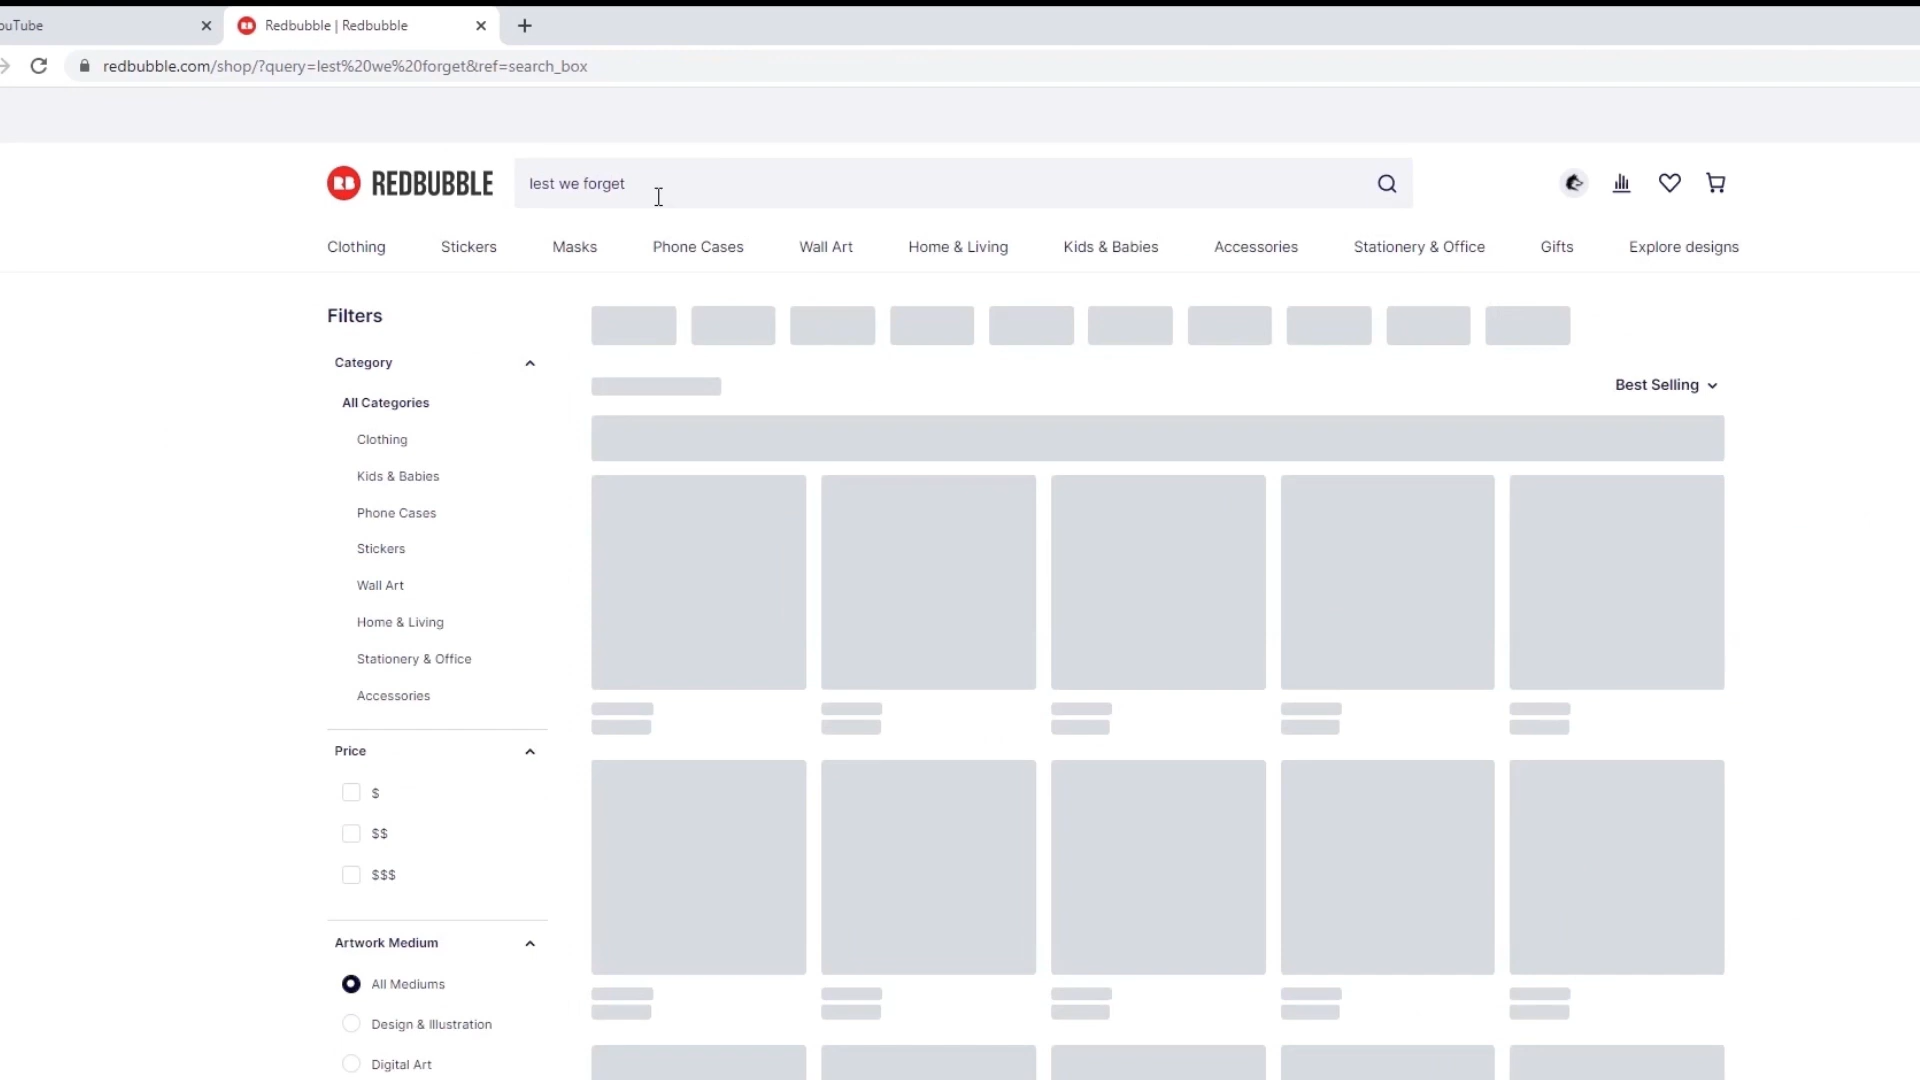 ouTube
Redbubble | Redbubble
redbubble.com/shop/?query=lest%20we%20forget&ref=search_box
RB REDBUBBLE
lest we forget
Clothing Stickers Masks Phone Cases Wall Art Home & Living Kids & Babies Accessories Stationery & Office Gifts Explore designs
Filters
Category
All Categories
Clothing
Kids & Babies
Phone Cases
Stickers
Wall Art
Home & Living
Stationery & Office
Accessories
Price
$
$$
$$$
Artwork Medium
All Mediums
Design & Illustration
Digital Art
Best Selling